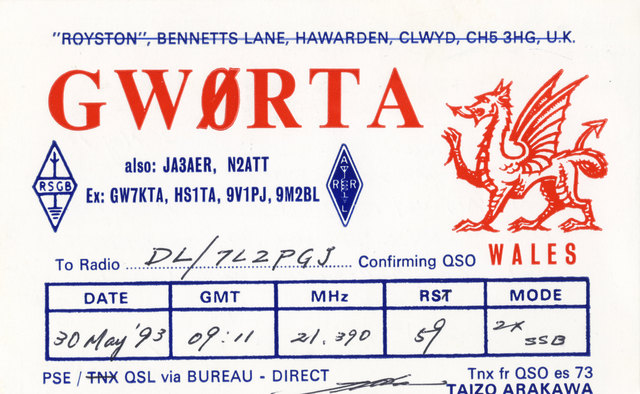 "ROYSTON", BENNETTS LANE, HAWARDEN, CLWYD, CH5 3HG, U.K.
GWØRTA
also: JA3AER, N2ATT
Ex: GW7KTA, HS1TA, 9V1PJ, 9M2BL
RSGB
ARRL
WALES
To Radio DL/7L2PGJ Confirming QSO
DATE GMT MHz RST MODE
30 May '93 09:11 21.390 59 2X SSB
PSE / TNX QSL via BUREAU - DIRECT
Tnx fr QSO es 73
TAIZO ARAKAWA